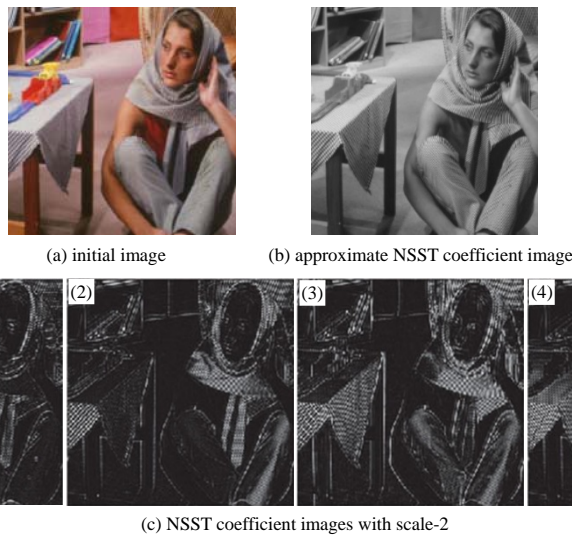 (a) initial image
(b) approximate NSST coefficient image
(2)
(3)
(4)
(c) NSST coefficient images with scale-2